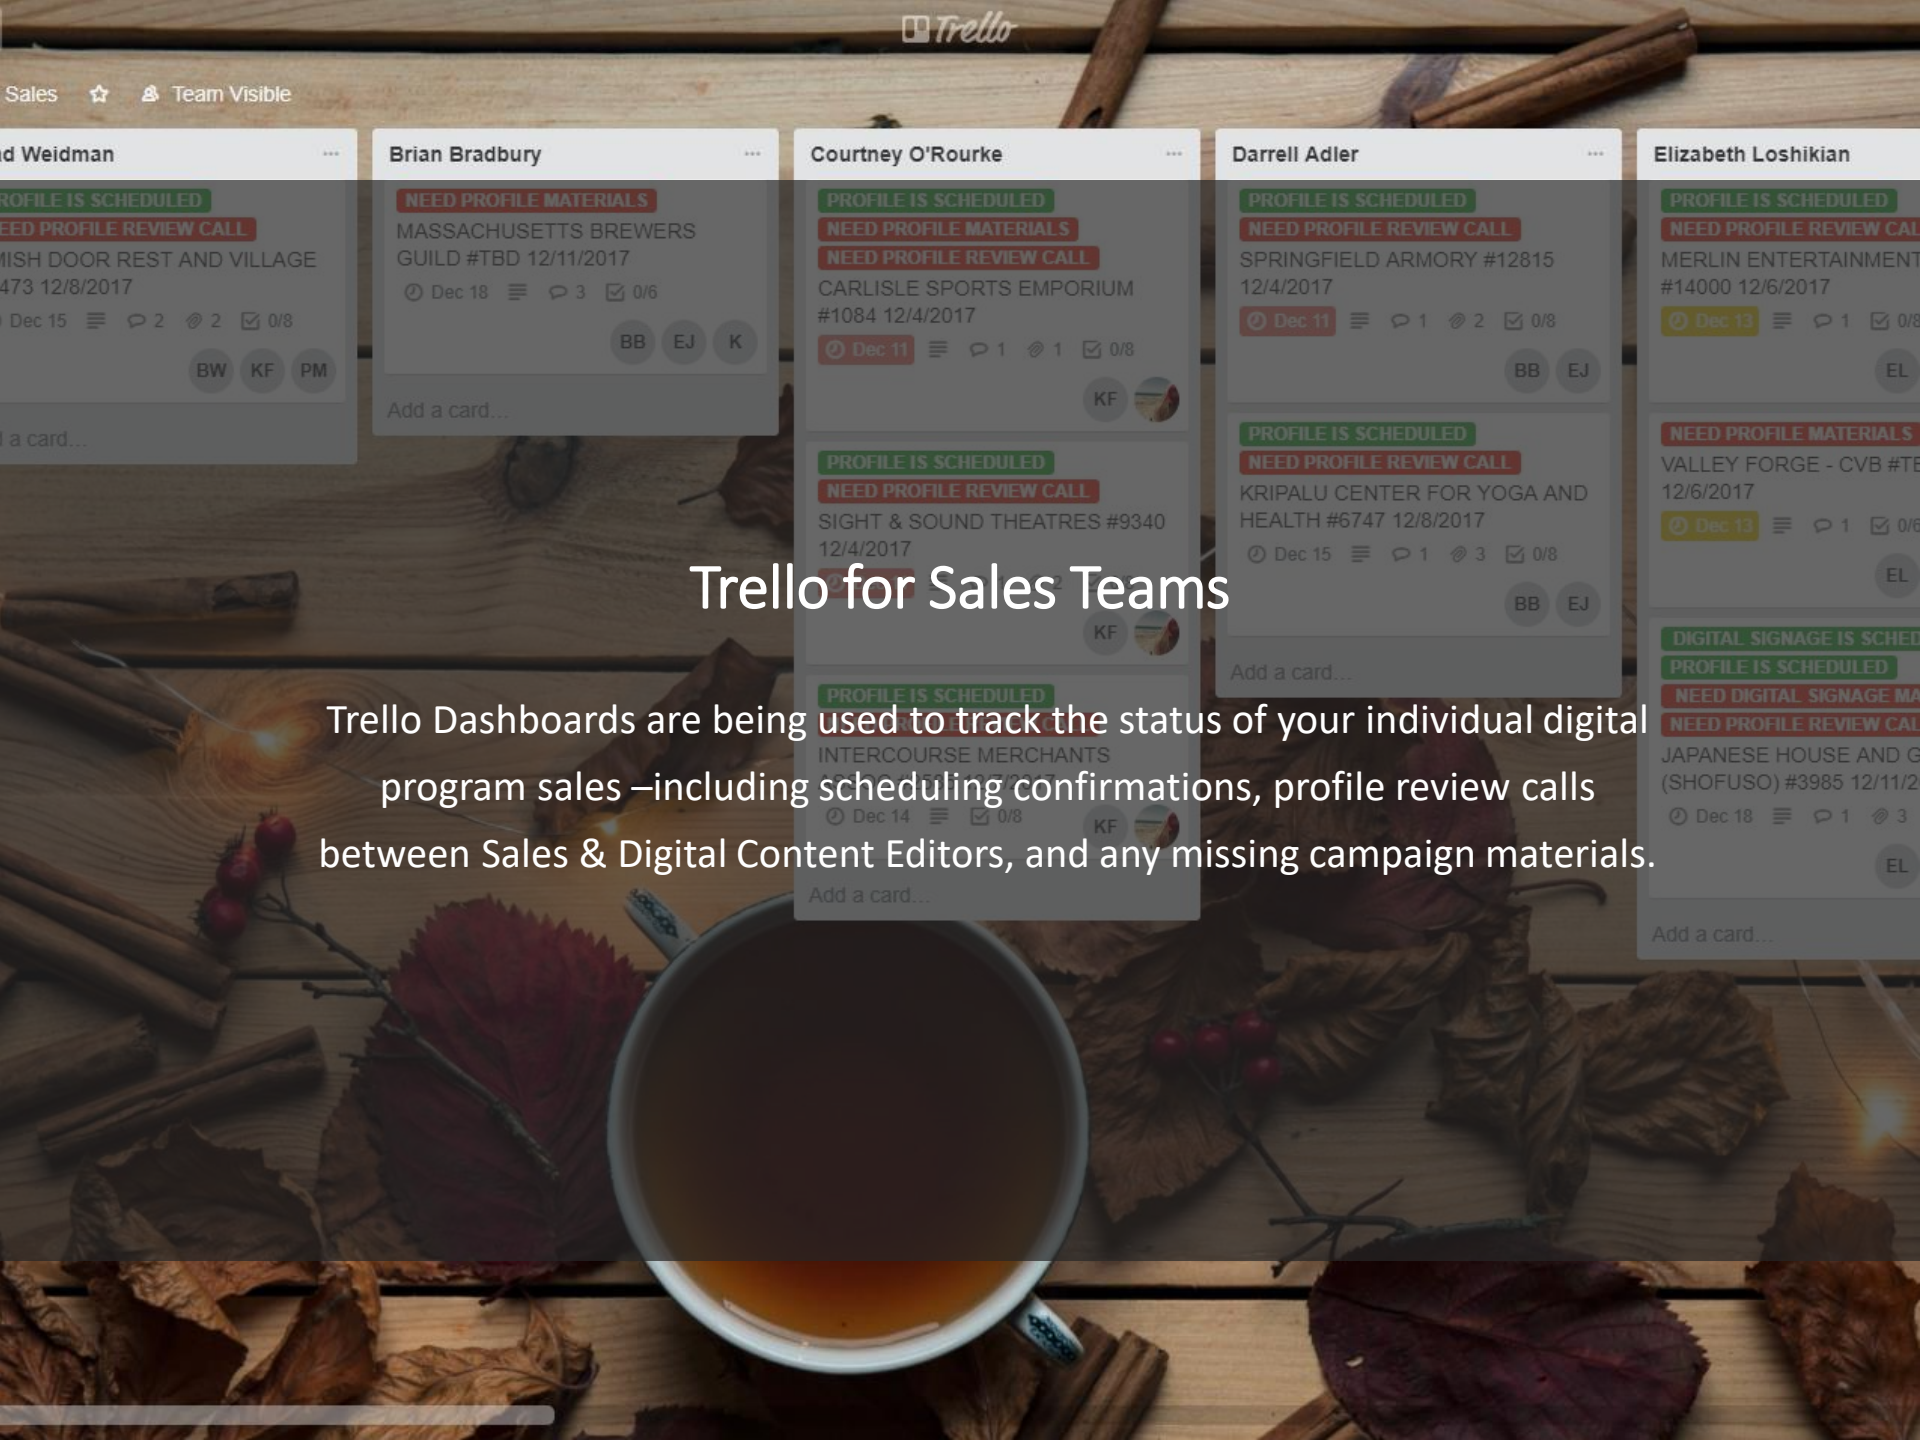 Trello
Sales
Team Visible
d Weidman
ROFILE IS SCHEDULED
EED PROFILE REVIEW CALL
MISH DOOR REST AND VILLAGE
473 12/8/2017
Dec 15 2 2 0/8
BW KF PM
a card...
Brian Bradbury
NEED PROFILE MATERIALS
MASSACHUSETTS BREWERS
GUILD #TBD 12/11/2017
Dec 18 3 0/6
BB EJ K
Add a card...
Courtney O'Rourke
PROFILE IS SCHEDULED
NEED PROFILE MATERIALS
NEED PROFILE REVIEW CALL
CARLISLE SPORTS EMPORIUM
#1084 12/4/2017
Dec 11 1 1 0/8
KF
PROFILE IS SCHEDULED
NEED PROFILE REVIEW CALL
SIGHT & SOUND THEATRES #9340
12/4/2017
KF
PROFILE IS SCHEDULED
INTERCOURSE MERCHANTS
Dec 14 0/8
KF
Add a card...
Darrell Adler
PROFILE IS SCHEDULED
NEED PROFILE REVIEW CALL
SPRINGFIELD ARMORY #12815
12/4/2017
Dec 11 1 2 0/8
BB EJ
PROFILE IS SCHEDULED
NEED PROFILE REVIEW CALL
KRIPALU CENTER FOR YOGA AND
HEALTH #6747 12/8/2017
Dec 15 1 3 0/8
BB EJ
Add a card...
Elizabeth Loshikian
PROFILE IS SCHEDULED
NEED PROFILE REVIEW CAL
MERLIN ENTERTAINMENT
#14000 12/6/2017
Dec 13 1 0/8
EL
NEED PROFILE MATERIALS
VALLEY FORGE - CVB #TB
12/6/2017
Dec 13 1 0/6
EL
DIGITAL SIGNAGE IS SCHED
PROFILE IS SCHEDULED
NEED DIGITAL SIGNAGE MA
NEED PROFILE REVIEW CAL
JAPANESE HOUSE AND G
(SHOFUSO) #3985 12/11/2
Dec 18 1 3
EL
Add a card...
Trello for Sales Teams
Trello Dashboards are being used to track the status of your individual digital
program sales –including scheduling confirmations, profile review calls
between Sales & Digital Content Editors, and any missing campaign materials.